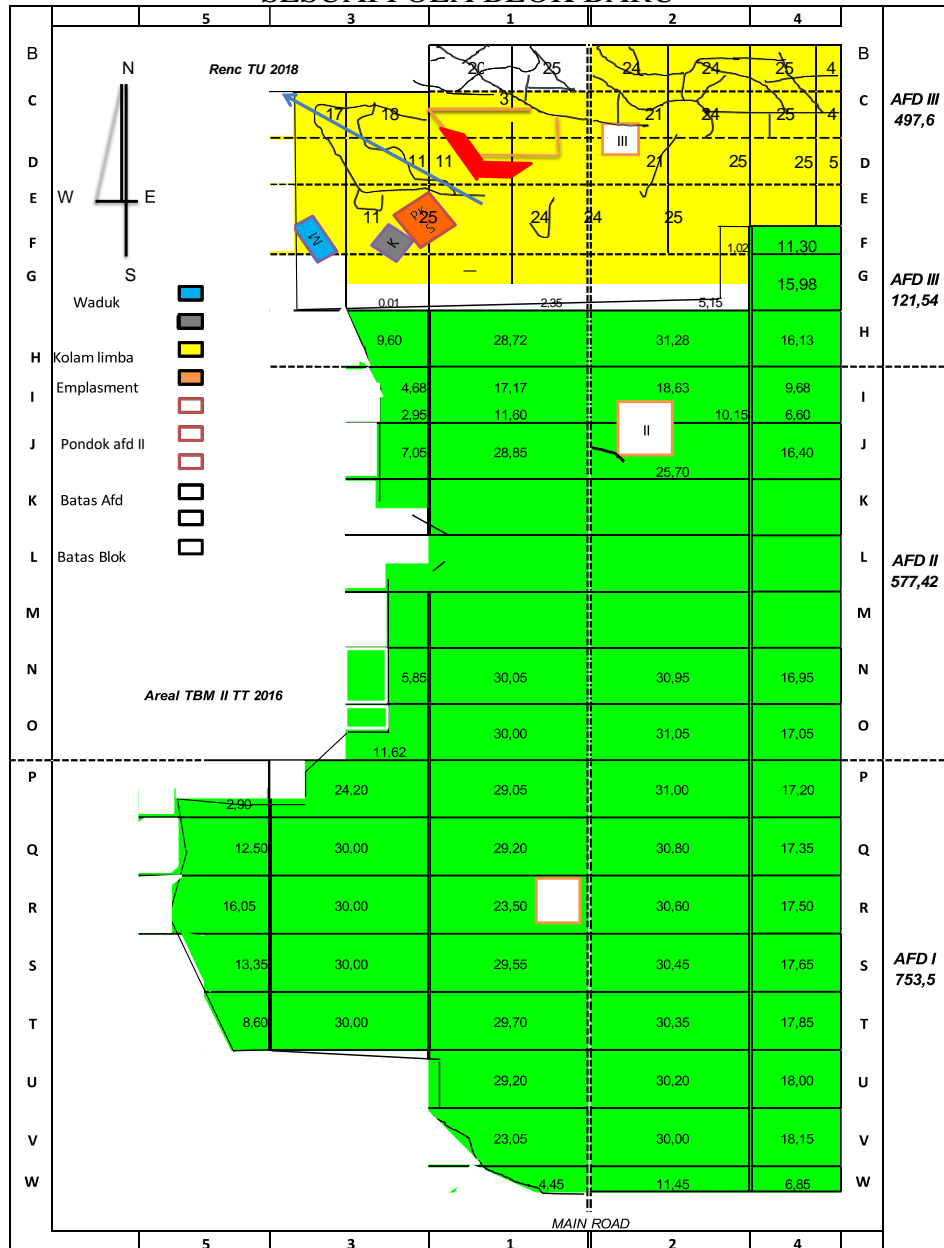 5 3 1 2 4
B B
N
Renc TU 2018
20 25 24 24 25 4
C 3 C
AFD III
497,6
17 18 21 24 25 4
III
D 11 11 21 25 25 5 D
W E
E 11 25 24 24 25 E
PKS
M K
F 1,02 11,30 F
S
G 15,98 G
AFD III
121,54
Waduk
0.01 2,35 5,15
9,60 28,72 31,28 16,13 H
H Kolam limba
Emplasment 4,68 17,17 18,63 9,68
I I
2,95 11,60 10,15 6,60
II
J Pondok afd II 7,05 28,85 16,40 J
25,70
K Batas Afd K
L Batas Blok L
AFD II
577,42
M M
N 5,85 30,05 30,95 16,95 N
Areal TBM II TT 2016
O 30,00 31,05 17,05 O
11,62
P P
24,20 29,05 31,00 17,20
2,90
Q 12,50 30,00 29,20 30,80 17,35 Q
R 16,05 30,00 23,50 30,60 17,50 R
S 13,35 30,00 29,55 30,45 17,65 S
AFD I
753,5
T 8,60 30,00 29,70 30,35 17,85 T
U 29,20 30,20 18,00 U
V 23,05 30,00 18,15 V
W 4,45 11,45 6,85 W
MAIN ROAD
5 3 1 2 4